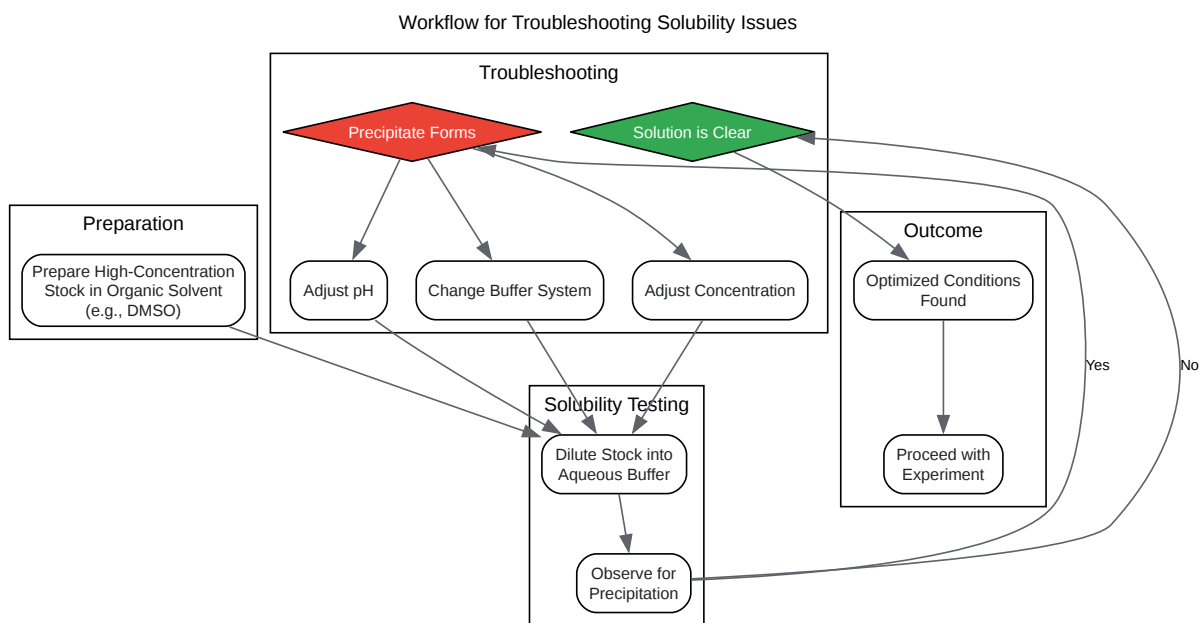 Workflow for Troubleshooting Solubility Issues
Troubleshooting
Precipitate Forms
Solution is Clear
Preparation
Prepare High-Concentration
Stock in Organic Solvent
(e.g., DMSO)
Adjust pH
Change Buffer System
Adjust Concentration
Outcome
Optimized Conditions
Found
Yes
No
Solubility Testing
Dilute Stock into
Aqueous Buffer
Proceed with
Experiment
Observe for
Precipitation